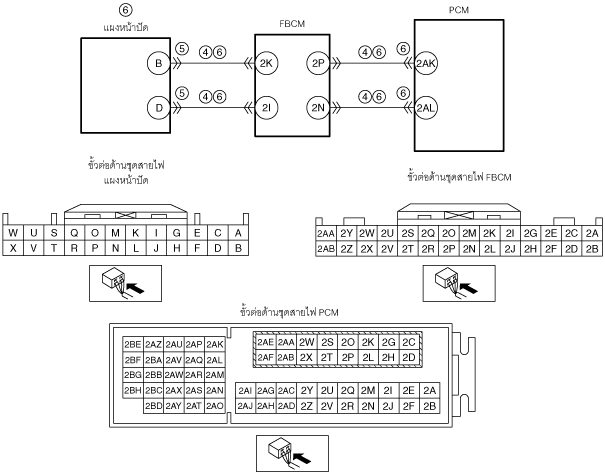 ⑥
แผงหน้าปัด
FBCM
PCM
B ⑤ ④⑥ 2K 2P ④⑥ ⑥ 2AK
D ⑤ ④⑥ 2I 2N ④⑥ ⑥ 2AL
ขั้วต่อด้านชุดสายไฟ
แผงหน้าปัด
ขั้วต่อด้านชุดสายไฟ FBCM
W U S Q O M K I G E C A
X V T R P N L J H F D B
2AA 2Y 2W 2U 2S 2Q 2O 2M 2K 2I 2G 2E 2C 2A
2AB 2Z 2X 2V 2T 2R 2P 2N 2L 2J 2H 2F 2D 2B
ขั้วต่อด้านชุดสายไฟ PCM
2BE 2AZ 2AU 2AP 2AK
2BF 2BA 2AV 2AQ 2AL
2BG 2BB 2AW 2AR 2AM
2BH 2BC 2AX 2AS 2AN
2BD 2AY 2AT 2AO
2AE 2AA 2W 2S 2O 2K 2G 2C
2AF 2AB 2X 2T 2P 2L 2H 2D
2AI 2AG 2AC 2Y 2U 2Q 2M 2I 2E 2A
2AJ 2AH 2AD 2Z 2V 2R 2N 2J 2F 2B